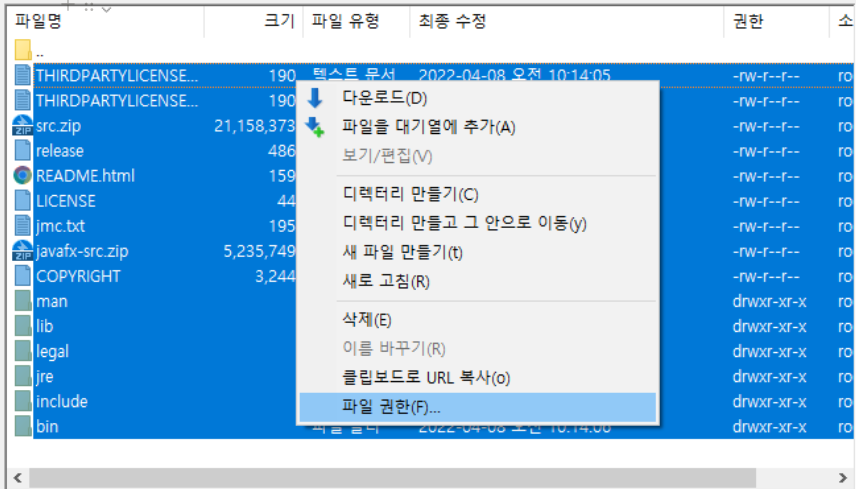 파일명 크기 파일 유형 최종 수정 권한 소
..
THIRDPARTYLICENSE... 190 텍스트 문서 2022-04-08 오전 10:14:05 -rw-r--r-- ro
THIRDPARTYLICENSE... 190 -rw-r--r-- ro
src.zip 21,158,373 -rw-r--r-- ro
release 486 -rw-r--r-- ro
README.html 159 -rw-r--r-- ro
LICENSE 44 -rw-r--r-- ro
jmc.txt 195 -rw-r--r-- ro
javafx-src.zip 5,235,749 -rw-r--r-- ro
COPYRIGHT 3,244 -rw-r--r-- ro
man drwxr-xr-x ro
lib drwxr-xr-x ro
legal drwxr-xr-x ro
jre drwxr-xr-x ro
include drwxr-xr-x ro
bin 파일 폴더 2022-04-08 오전 10:14:06 drwxr-xr-x ro
다운로드(D)
파일을 대기열에 추가(A)
보기/편집(V)
디렉터리 만들기(C)
디렉터리 만들고 그 안으로 이동(y)
새 파일 만들기(t)
새로 고침(R)
삭제(E)
이름 바꾸기(R)
클립보드로 URL 복사(o)
파일 권한(F)...